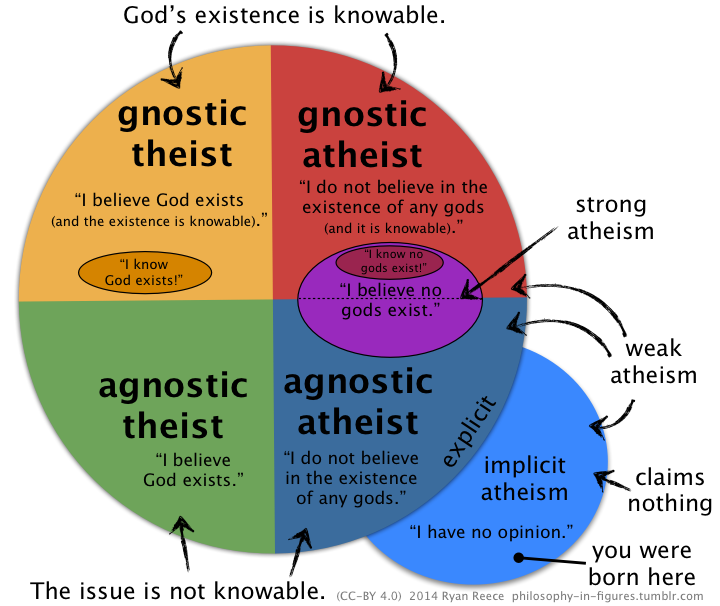 God’s existence is knowable.
gnostic
theist
“I believe God exists
(and the existence is knowable).”
“I know
God exists!”
gnostic
atheist
“I do not believe in the
existence of any gods
(and it is knowable).”
“I know no
gods exist!”
“I believe no
gods exist.”
strong
atheism
weak
atheism
agnostic
theist
“I believe
God exists.”
agnostic
atheist
“I do not believe
in the existence
of any gods.”
explicit
implicit
atheism
“I have no opinion.”
claims
nothing
you were
born here
The issue is not knowable.
(CC-BY 4.0) 2014 Ryan Reece philosophy-in-figures.tumblr.com